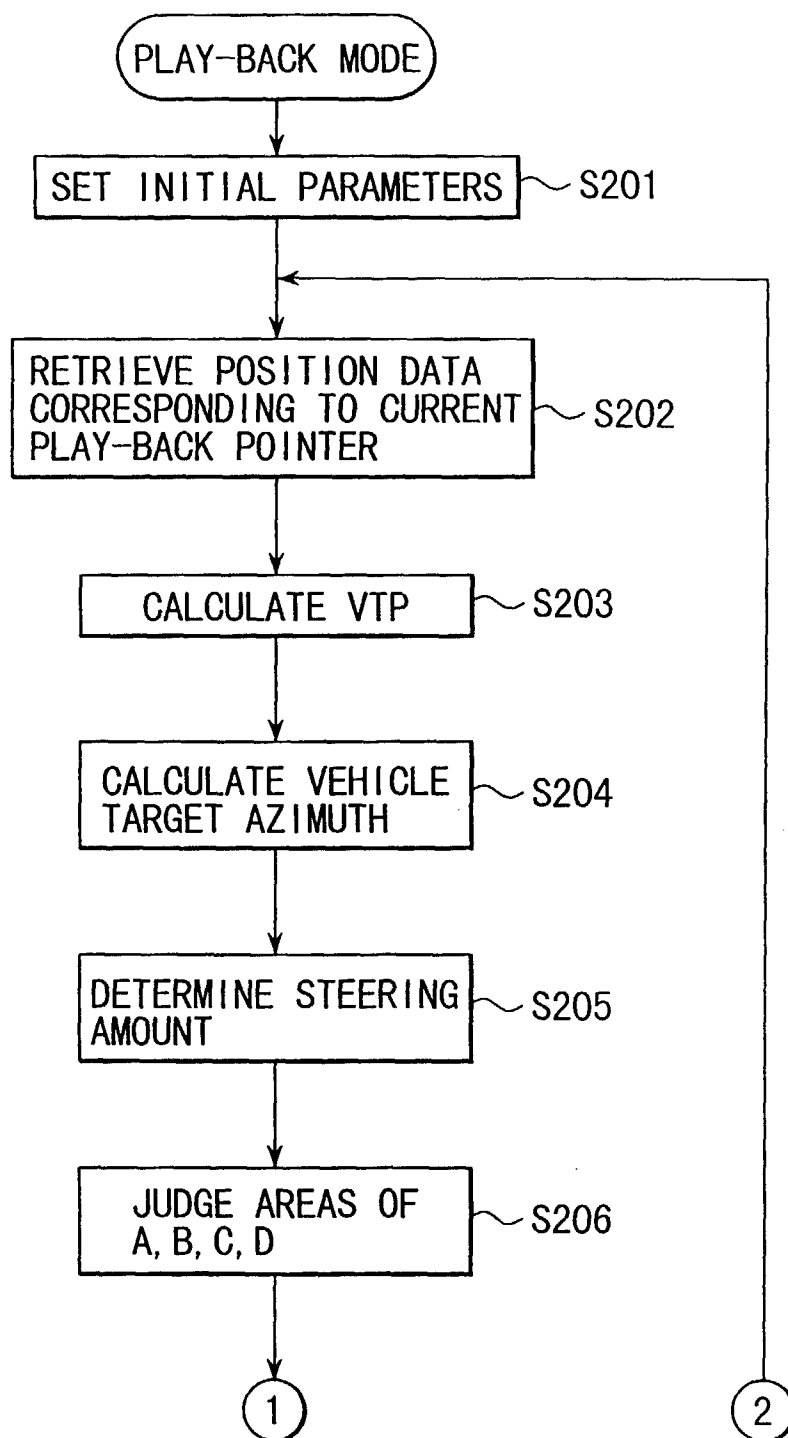 PLAY-BACK MODE
SET INITIAL PARAMETERS
S201
RETRIEVE POSITION DATA
CORRESPONDING TO CURRENT
PLAY-BACK POINTER
S202
CALCULATE VTP
S203
CALCULATE VEHICLE
TARGET AZIMUTH
S204
DETERMINE STEERING
AMOUNT
S205
JUDGE AREAS OF
A, B, C, D
S206
1
2